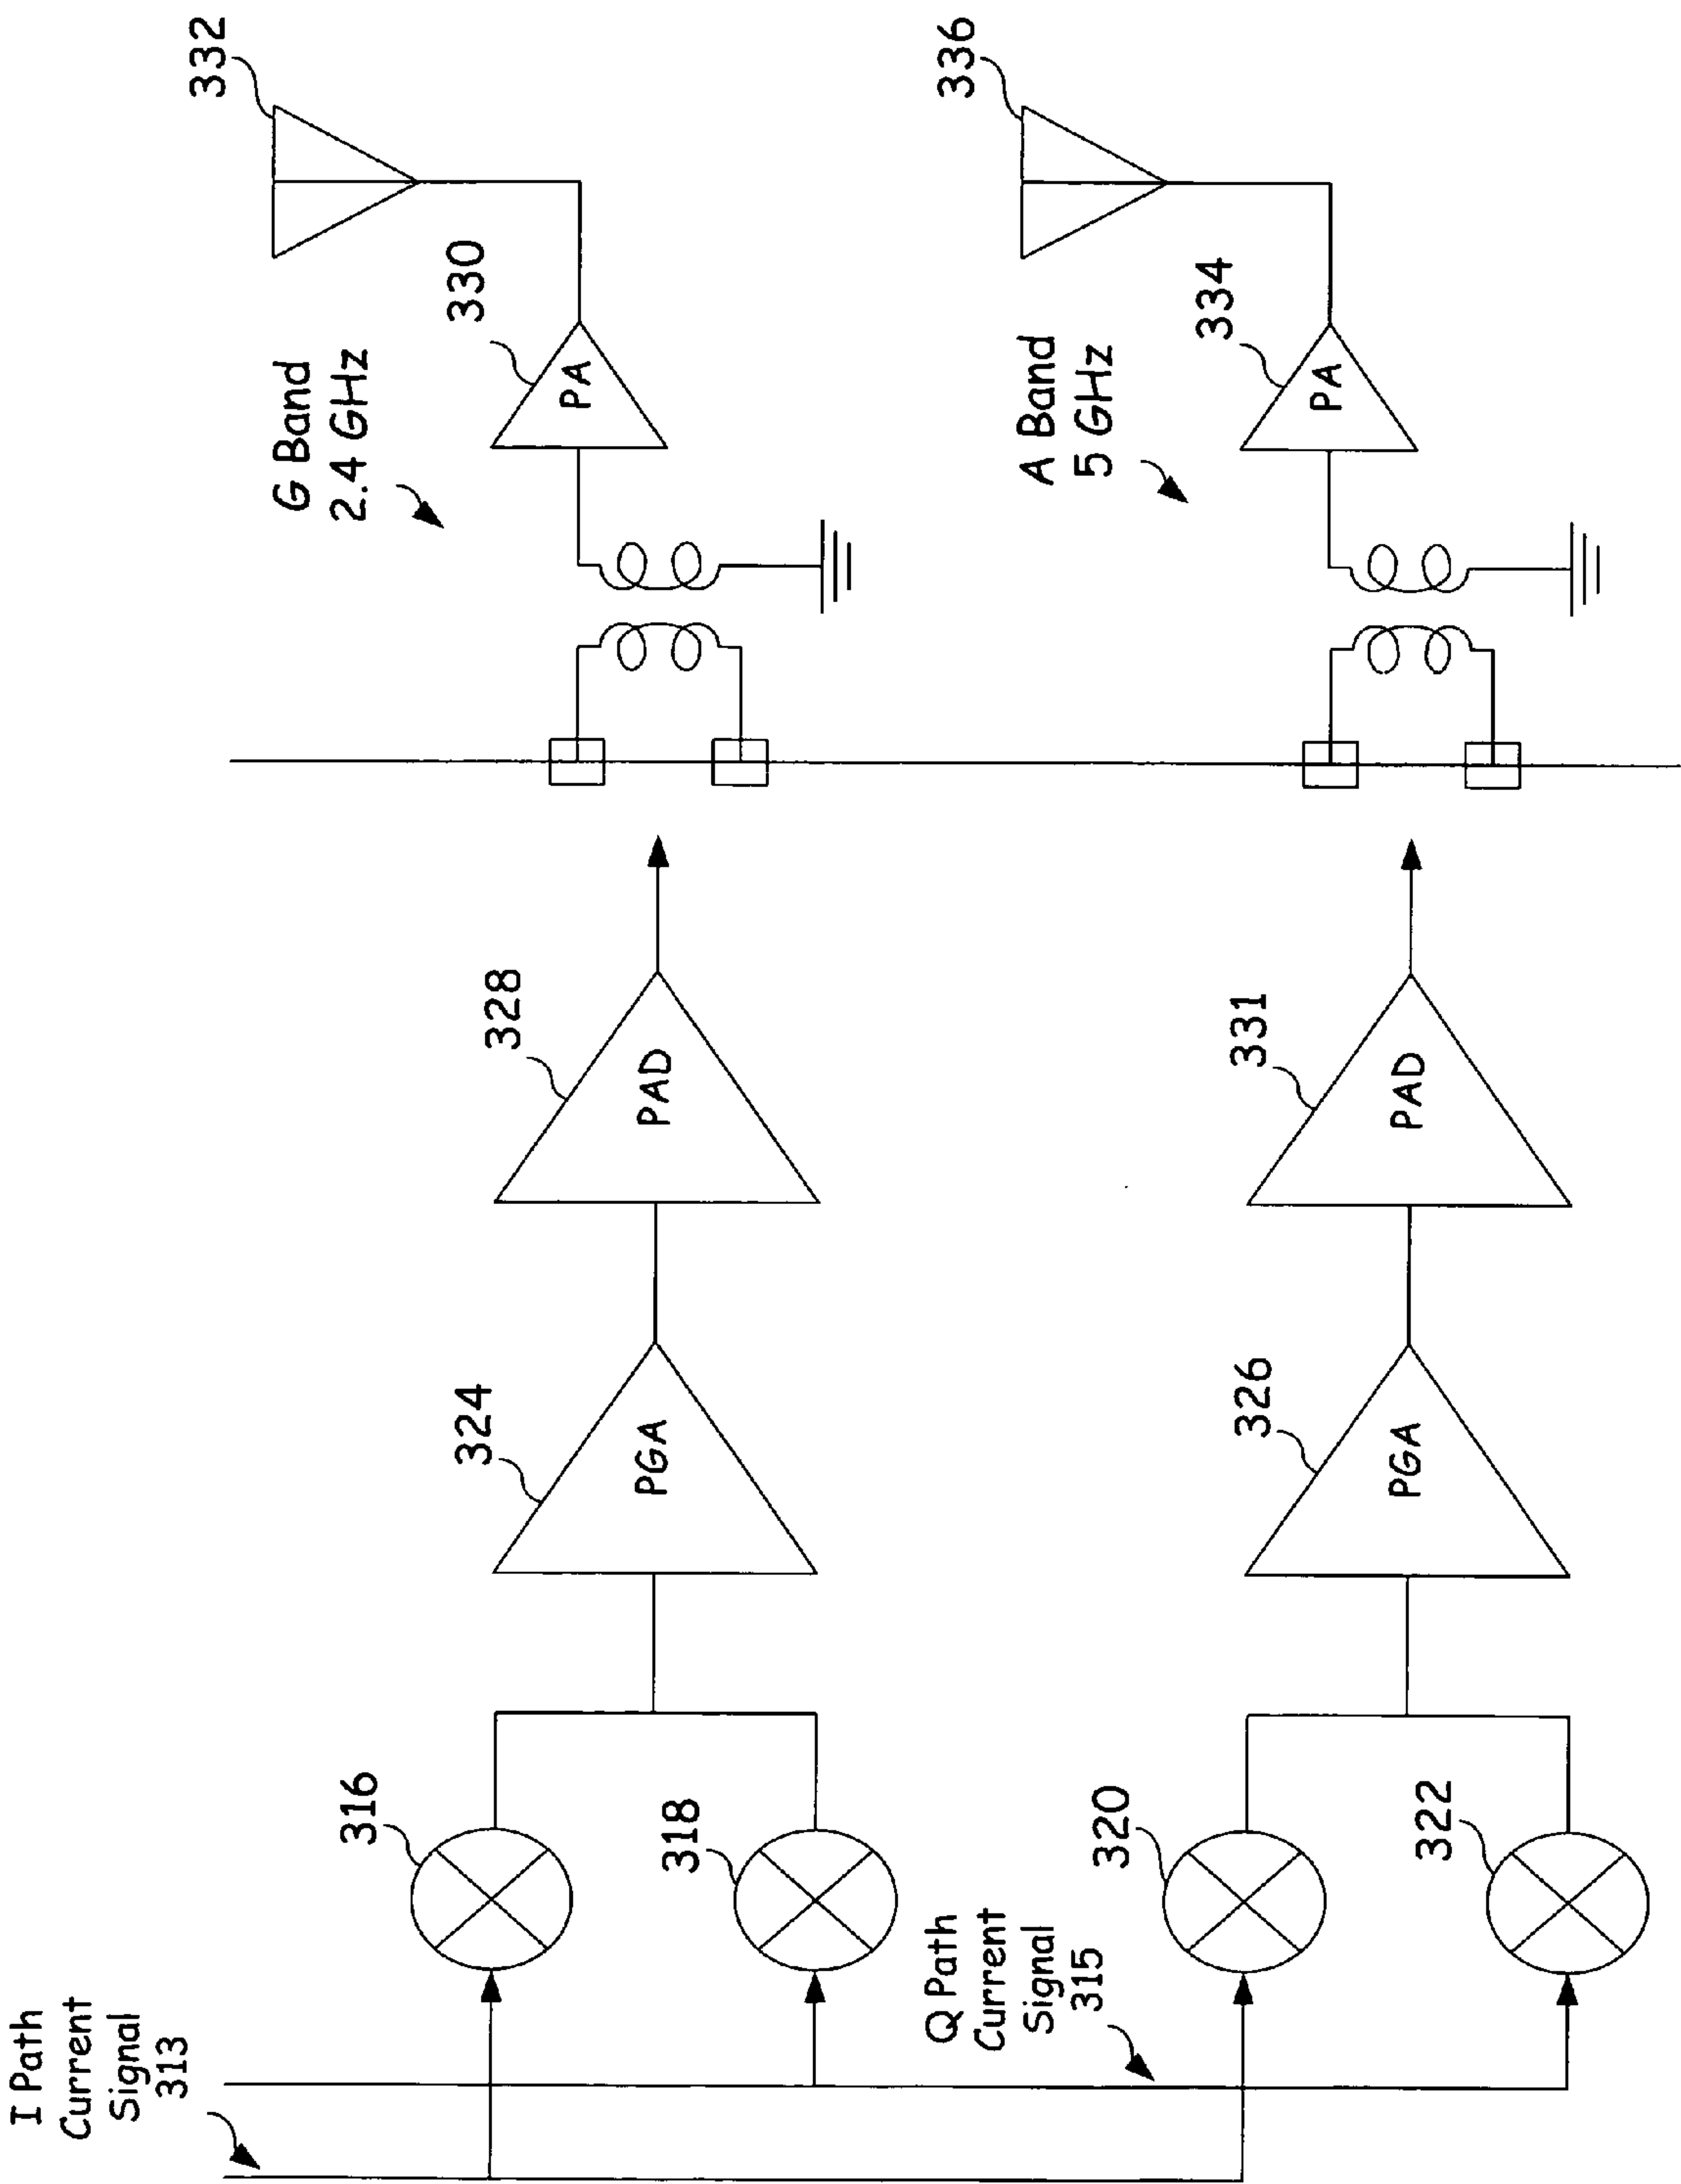 I Path
Current
Signal
313
316
318
324
PGA
328
PAD
G Band
2.4 GHz
330
PA
332
Q Path
Current
Signal
315
320
322
326
PGA
331
PAD
A Band
5 GHz
334
PA
336